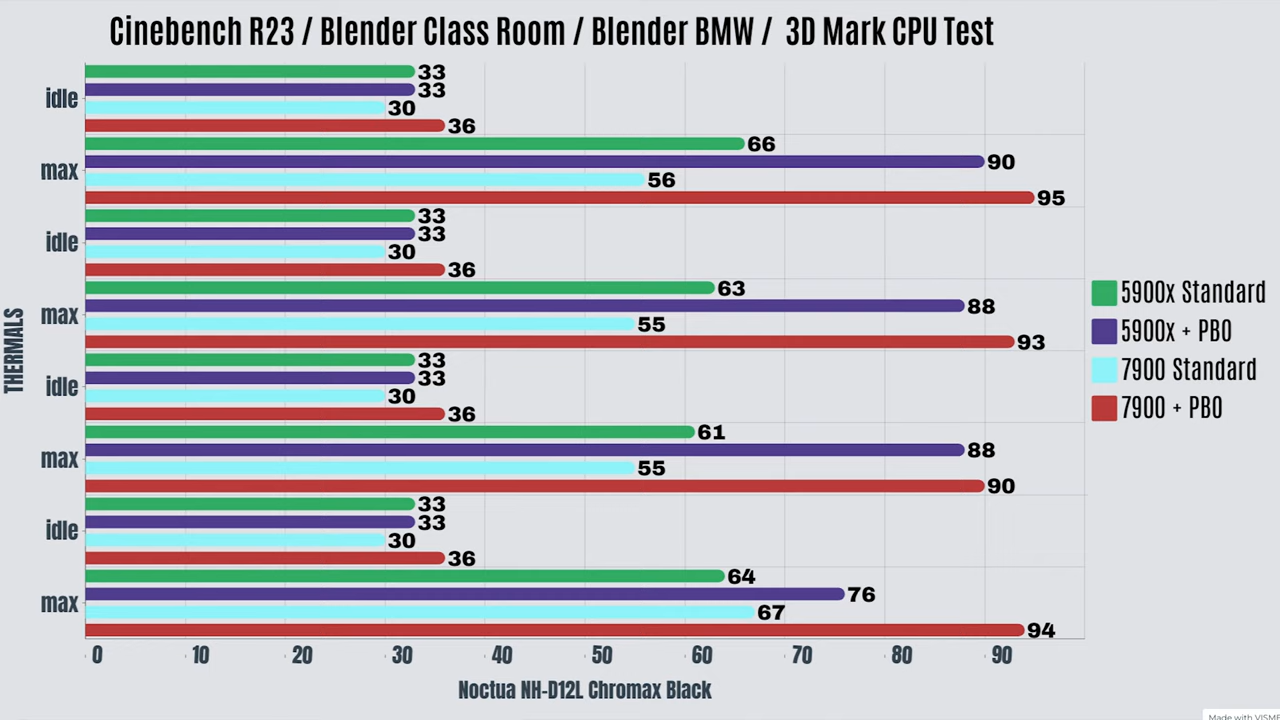 Cinebench R23 / Blender Class Room / Blender BMW / 3D Mark CPU Test
THERMALS
idle
33
33
30
36
max
66
90
56
95
idle
33
33
30
36
max
63
88
55
93
idle
33
33
30
36
max
61
88
55
90
idle
33
33
30
36
max
64
76
67
94
0 10 20 30 40 50 60 70 80 90
Noctua NH-D12L Chromax Black
5900x Standard
5900x + PBO
7900 Standard
7900 + PBO
Made with VISME